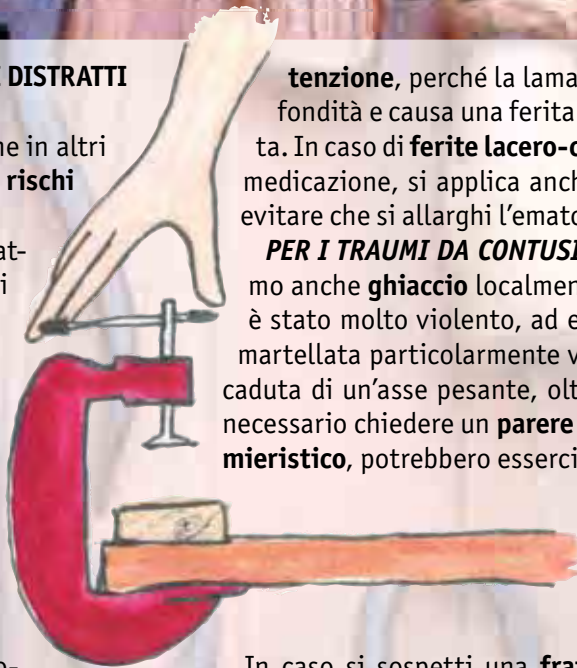 DISTRATTI
ne in altri
rischi
at-
i
tenzione, perché la lama
fondità e causa una ferita
ta. In caso di ferite lacero-
medicazione, si applica anch
evitare che si allarghi l'emato
PER I TRAUMI DA CONTUSI
mo anche ghiaccio localmen
è stato molto violento, ad e
martellata particolarmente v
caduta di un'asse pesante, olt
necessario chiedere un parere
mieristico, potrebbero esserci
In caso si sospetti una fra